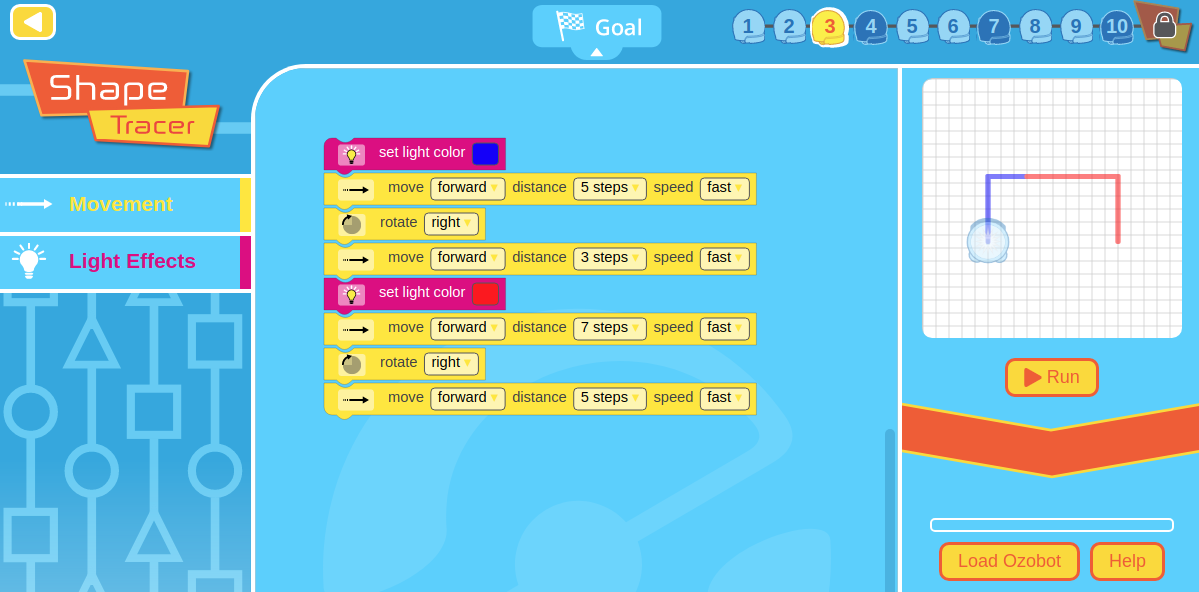 Goal
1 2 3 4 5 6 7 8 9 10
Shape
Tracer
Movement
Light Effects
set light color
move forward distance 5 steps speed fast
rotate right
move forward distance 3 steps speed fast
set light color
move forward distance 7 steps speed fast
rotate right
move forward distance 5 steps speed fast
Run
Load Ozobot
Help